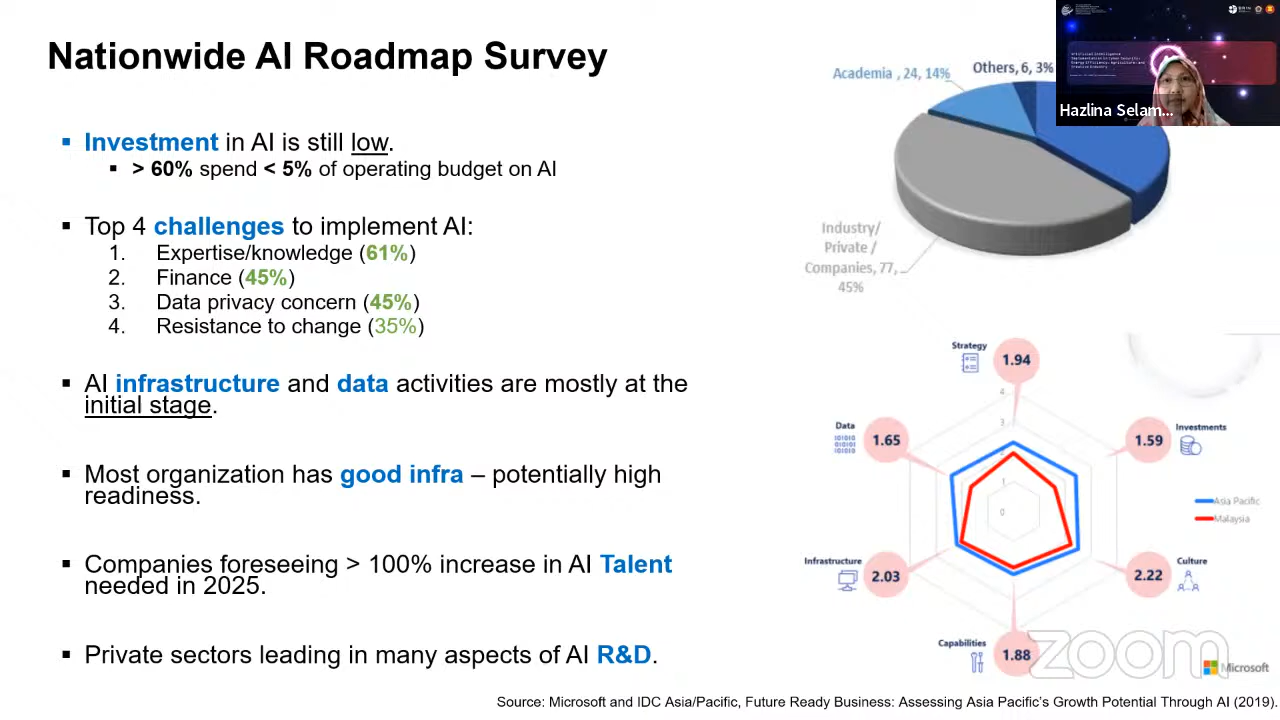 Nationwide AI Roadmap Survey
Investment in AI is still low.
> 60% spend < 5% of operating budget on AI
Top 4 challenges to implement AI:
1. Expertise/knowledge (61%)
2. Finance (45%)
3. Data privacy concern (45%)
4. Resistance to change (35%)
AI infrastructure and data activities are mostly at the
initial stage.
Most organization has good infra – potentially high
readiness.
Companies foreseeing > 100% increase in AI Talent
needed in 2025.
Private sectors leading in many aspects of AI R&D.
Academia , 24, 14%
Others, 6, 3%
Industry/
Private /
Companies, 77,
45%
Hazlina Selam...
Strategy
1.94
Data
1.65
Investments
1.59
4
3
1
0
Asia Pacific
Malaysia
Infrastructure
2.03
Culture
2.22
Capabilities
1.88
zoom
Microsoft
Source: Microsoft and IDC Asia/Pacific, Future Ready Business: Assessing Asia Pacific's Growth Potential Through AI (2019).